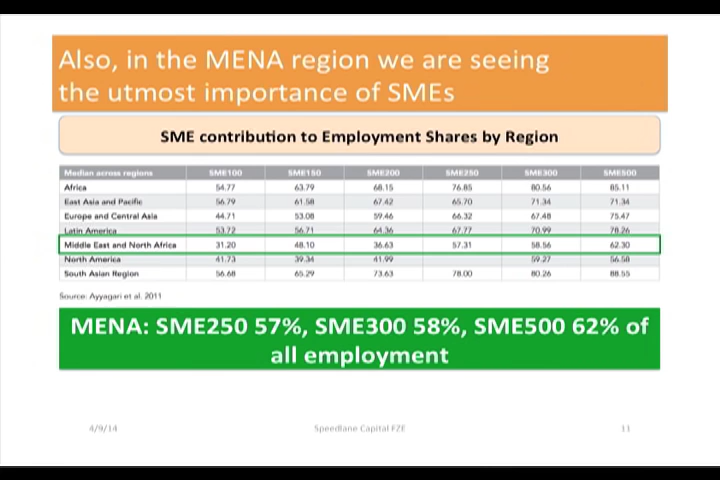 Also, in the MENA region we are seeing
the utmost importance of SMEs
SME contribution to Employment Shares by Region
Median across regions SME100 SME150 SME200 SME250 SME300 SME500
Africa 54.77 63.79 68.15 76.85 80.56 85.11
East Asia and Pacific 56.79 61.58 67.42 65.70 71.34 71.34
Europe and Central Asia 44.71 53.08 59.46 66.32 67.48 75.47
Latin America 53.72 56.71 64.36 67.77 70.99 78.26
Middle East and North Africa 31.20 48.10 36.63 57.31 58.56 62.30
North America 41.73 39.34 41.99 59.27 56.58
South Asian Region 56.68 65.29 73.63 78.00 80.26 88.55
Source: Ayyagari et al. 2011
MENA: SME250 57%, SME300 58%, SME500 62% of
all employment
4/9/14 Speedlane Capital FZE 11